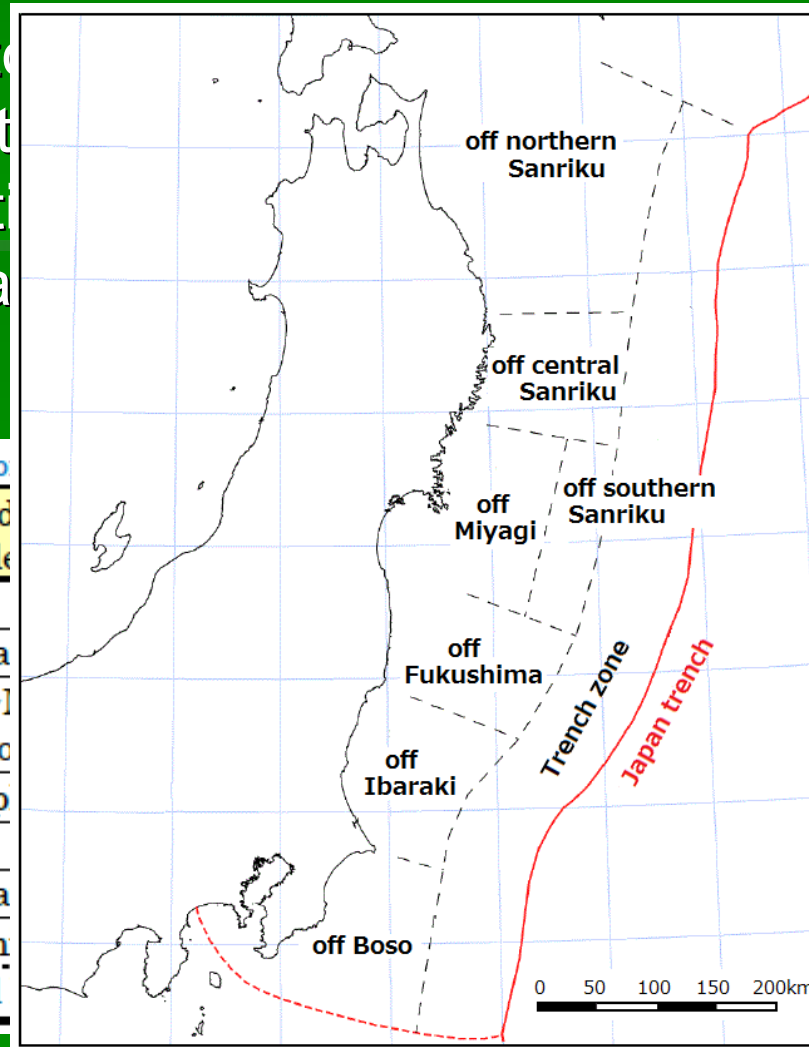 off northern
Sanriku
off central
Sanriku
off southern
Sanriku
off
Miyagi
off
Fukushima
Trench zone
Japan trench
off
Ibaraki
off Boso
0 50 100 150 200km